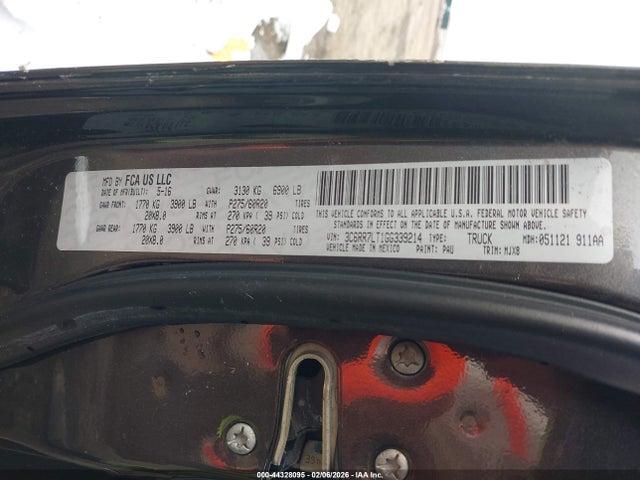 MFD BY FCA US LLC
DATE OF MFR(BUILT): 5-16 GVWR: 3130 KG 6900 LB
GAWR FRONT: 1770 KG 3900 LB WITH P275/60R20 TIRES
20X8.0 RIMS AT 270 KPA ( 39 PSI) COLD
GAWR REAR: 1770 KG 3900 LB WITH P275/60R20 TIRES
20X8.0 RIMS AT 270 KPA ( 39 PSI) COLD
THIS VEHICLE CONFORMS TO ALL APPLICABLE U.S.A. FEDERAL MOTOR VEHICLE SAFETY
STANDARDS IN EFFECT ON THE DATE OF MANUFACTURE SHOWN ABOVE.
VIN: 3C6RR7LT1GG339214 TYPE: TRUCK MDH: 051121 911AA
VEHICLE MADE IN MEXICO PAINT: PAU TRIM: MJX8
000-44328095 - 02/06/2026 - IAA Inc.